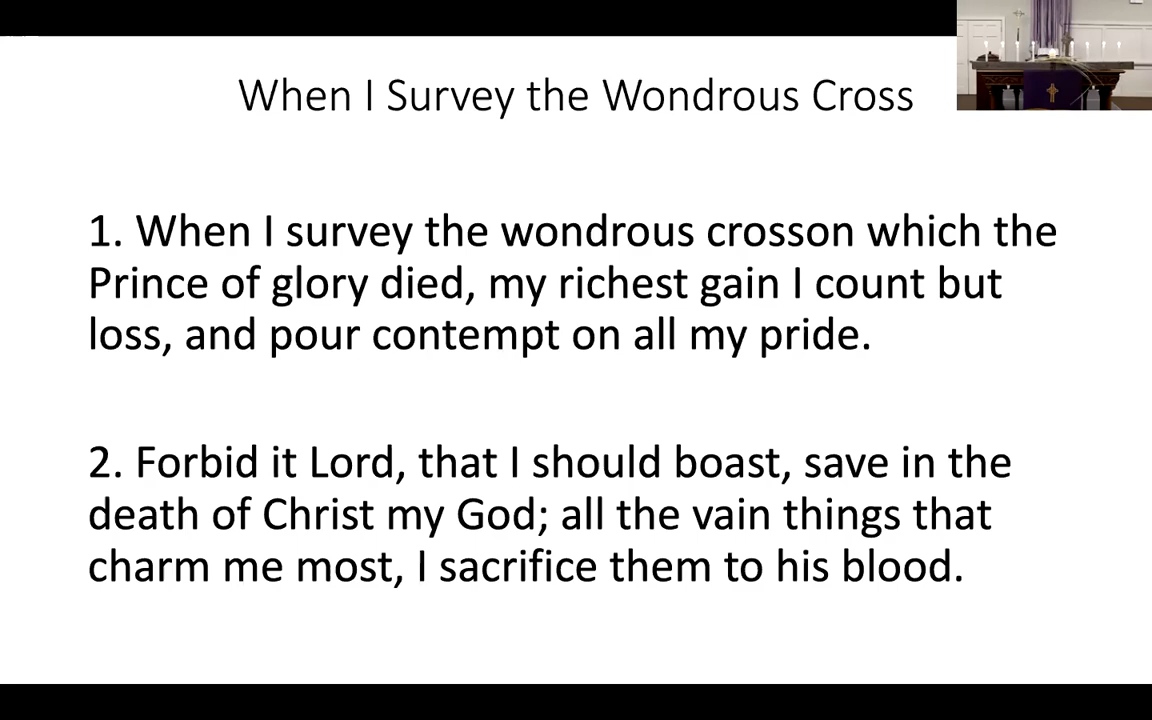 When I Survey the Wondrous Cross
1. When I survey the wondrous crosson which the
Prince of glory died, my richest gain I count but
loss, and pour contempt on all my pride.
2. Forbid it Lord, that I should boast, save in the
death of Christ my God; all the vain things that
charm me most, I sacrifice them to his blood.